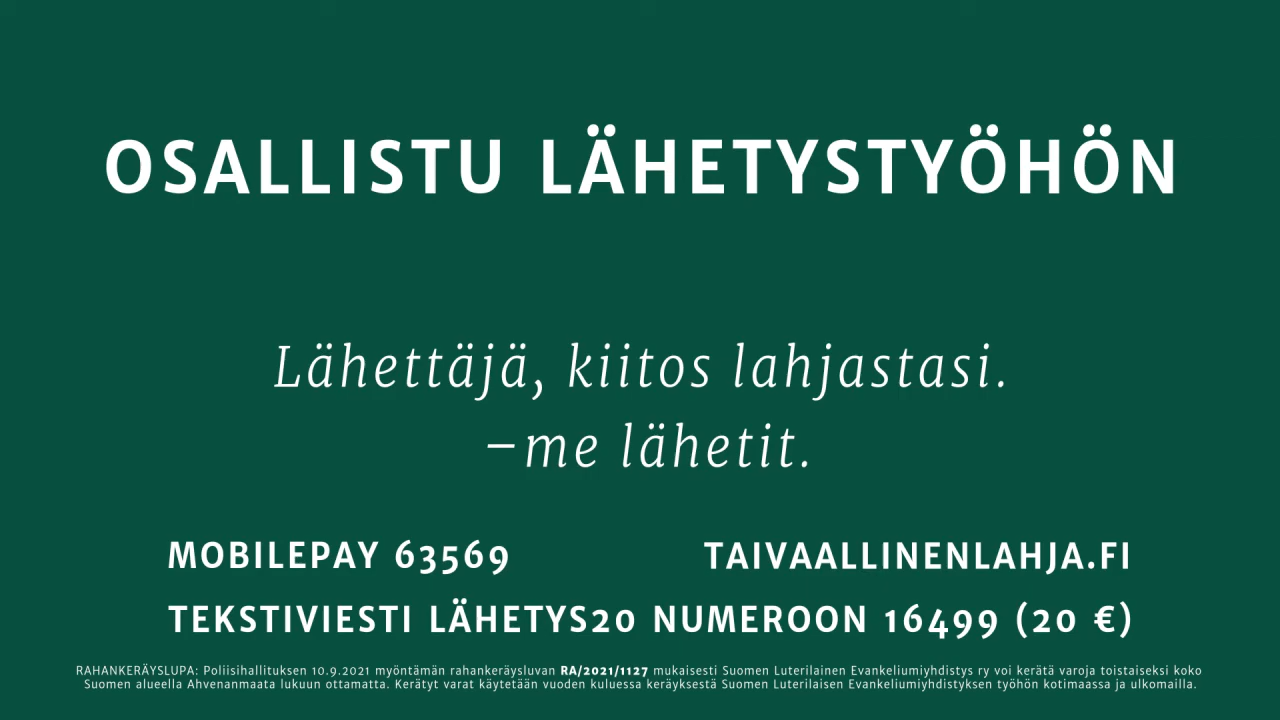 OSALLISTU LÄHETYSTYÖHÖN
Lähettäjä, kiitos lahjastasi.
–me lähetit.
MOBILEPAY 63569
TAIVAALLINENLAHJA.FI
TEKSTIVIESTI LÄHETYS20 NUMEROON 16499 (20 €)
RAHANKERÄYSLUPA: Poliisihallituksen 10.9.2021 myöntämän rahankeräysluvan RA/2021/1127 mukaisesti Suomen Luterilainen Evankeliumiyhdistys ry voi kerätä varoja toistaiseksi koko
Suomen alueella Ahvenanmaata lukuun ottamatta. Kerätyt varat käytetään vuoden kuluessa keräyksestä Suomen Luterilaisen Evankeliumiyhdistyksen työhön kotimaassa ja ulkomailla.